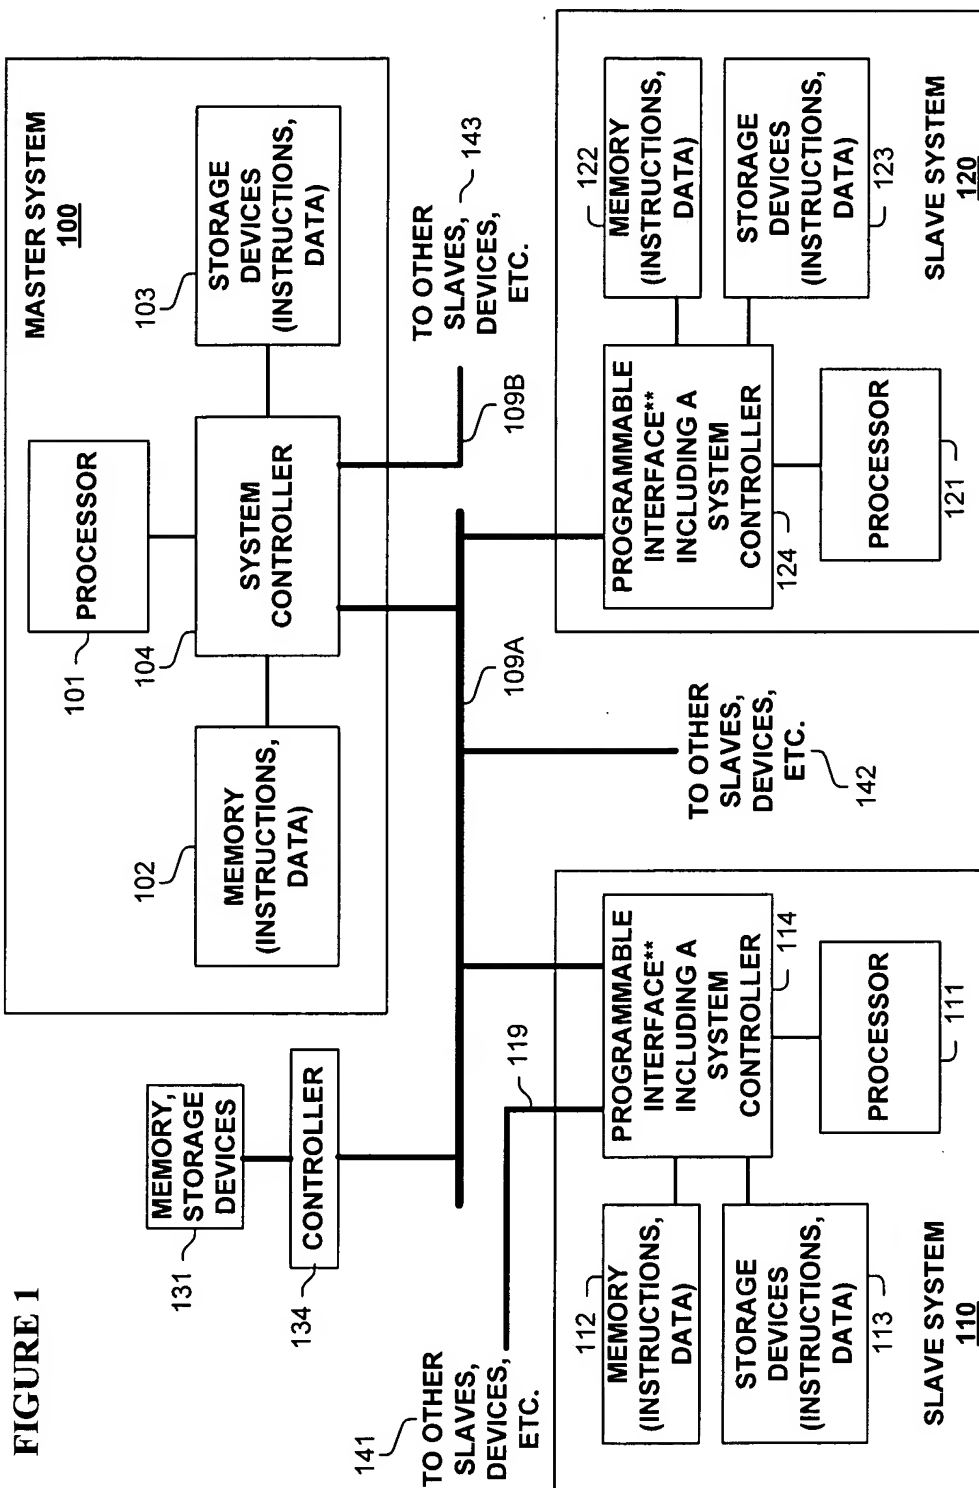 FIGURE 1
MASTER SYSTEM
100
PROCESSOR
101
104
MEMORY
(INSTRUCTIONS,
DATA)
102
SYSTEM
CONTROLLER
STORAGE
DEVICES
(INSTRUCTIONS,
DATA)
103
MEMORY,
STORAGE
DEVICES
131
CONTROLLER
134
109A
109B
TO OTHER
SLAVES,
DEVICES,
ETC.
143
TO OTHER
SLAVES,
DEVICES,
ETC.
141
119
TO OTHER
SLAVES,
DEVICES,
ETC.
142
112
MEMORY
(INSTRUCTIONS,
DATA)
STORAGE
DEVICES
(INSTRUCTIONS,
DATA)
113
PROGRAMMABLE
INTERFACE**
INCLUDING A
SYSTEM
CONTROLLER
114
PROCESSOR
111
SLAVE SYSTEM
110
PROGRAMMABLE
INTERFACE**
INCLUDING A
SYSTEM
CONTROLLER
124
122
MEMORY
(INSTRUCTIONS,
DATA)
STORAGE
DEVICES
(INSTRUCTIONS,
DATA)
123
PROCESSOR
121
SLAVE SYSTEM
120